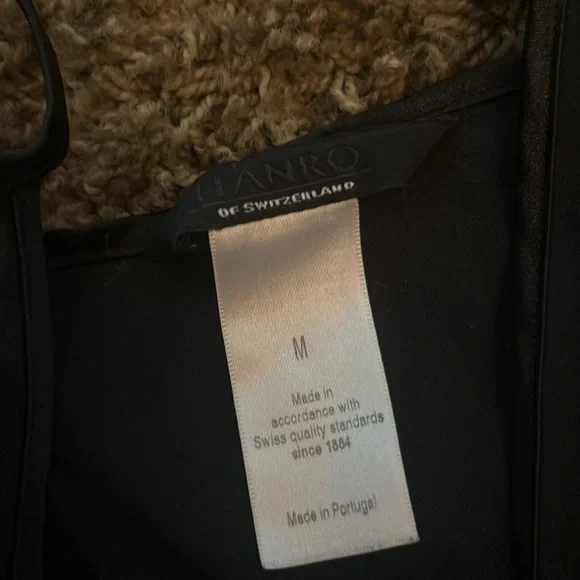 HANRO
OF SWITZERLAND
M
Made in
accordance with
Swiss quality standards
since 1884
Made in Portugal